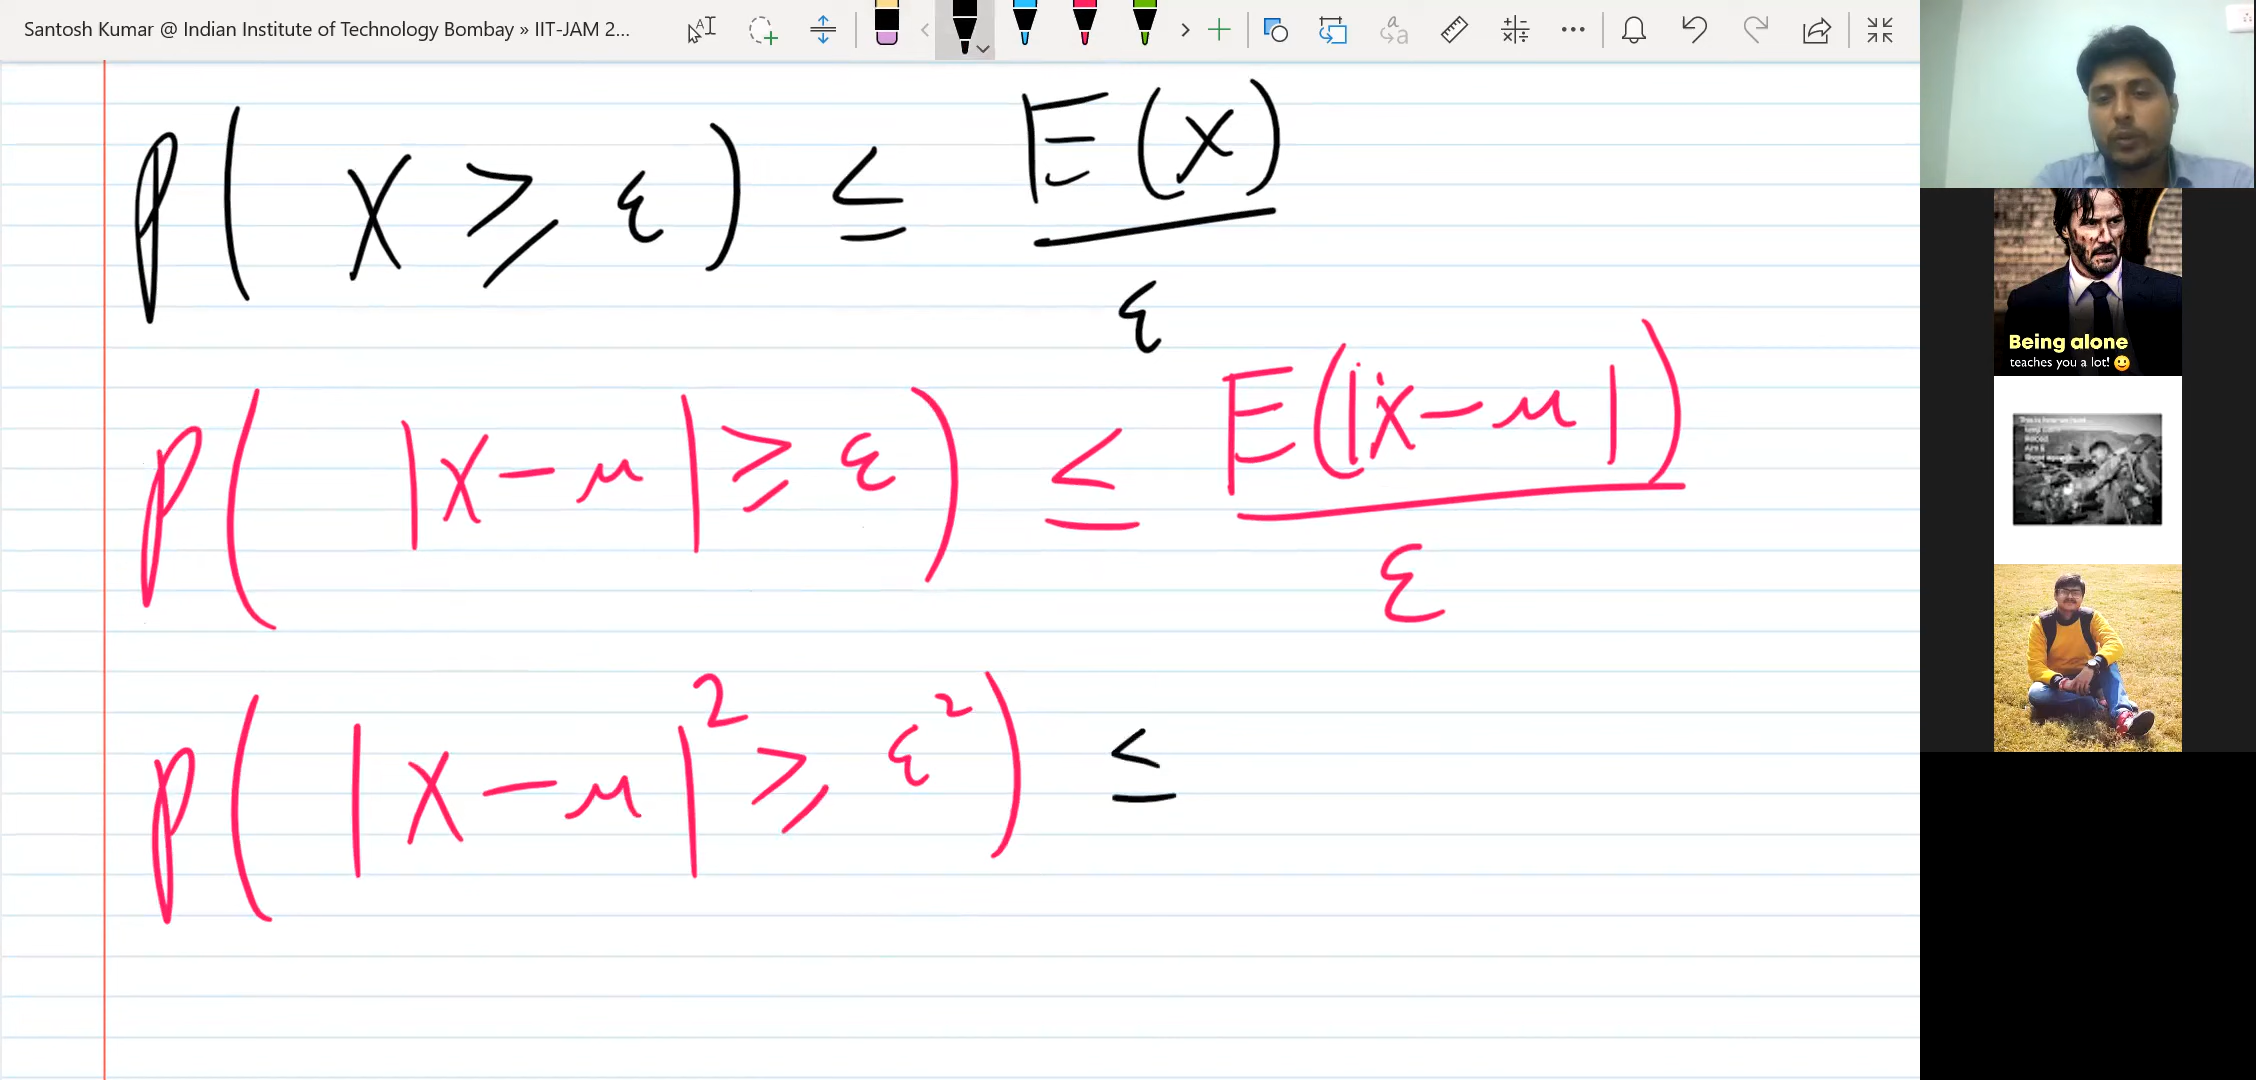 Santosh Kumar @ Indian Institute of Technology Bombay » IIT-JAM 2...
P( X ≥ ε ) ≤ E(X) / ε
P( |X - μ| ≥ ε ) ≤ E(|X - μ|) / ε
P( |X - μ|² ≥ ε² ) ≤
Being alone
teaches you a lot! 🙂